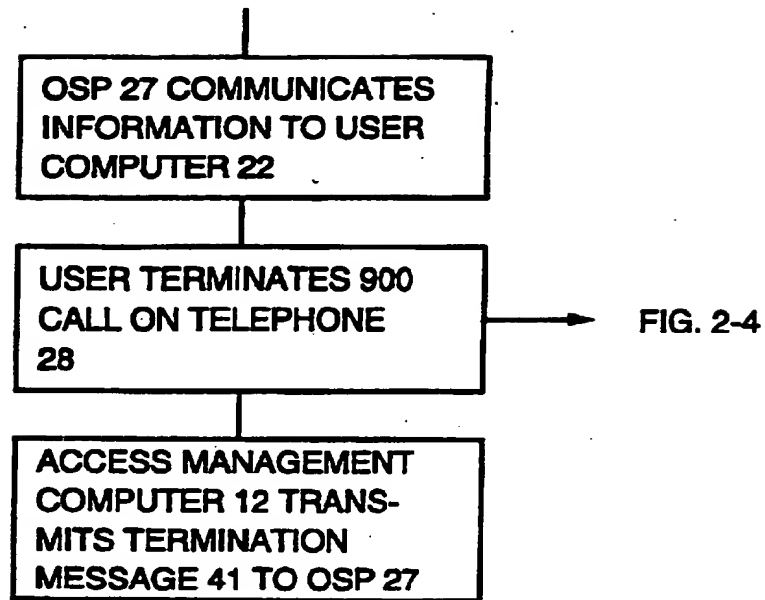 OSP 27 COMMUNICATES
INFORMATION TO USER
COMPUTER 22
USER TERMINATES 900
CALL ON TELEPHONE
28
FIG. 2-4
ACCESS MANAGEMENT
COMPUTER 12 TRANS-
MITS TERMINATION
MESSAGE 41 TO OSP 27